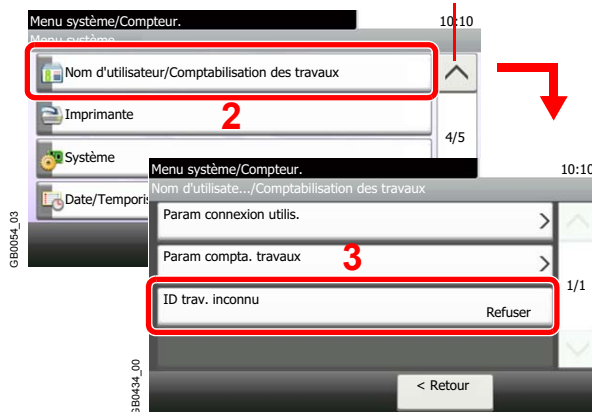 Menu système/Compteur.
10:10
Menu système
Nom d'utilisateur/Comptabilisation des travaux
2
Imprimante
4/5
Système
Date/Temporis
GB0054_03
Menu système/Compteur.
10:10
Nom d'utilisate.../Comptabilisation des travaux
Param connexion utilis.
Param compta. travaux
3
ID trav. inconnu
Refuser
1/1
< Retour
GB0434_00